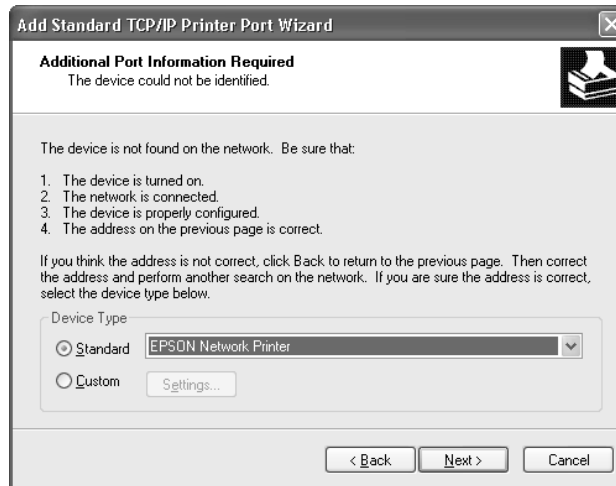 Add Standard TCP/IP Printer Port Wizard
Additional Port Information Required
The device could not be identified.
The device is not found on the network. Be sure that:
1. The device is turned on.
2. The network is connected.
3. The device is properly configured.
4. The address on the previous page is correct.
If you think the address is not correct, click Back to return to the previous page. Then correct
the address and perform another search on the network. If you are sure the address is correct,
select the device type below.
Device Type
Standard EPSON Network Printer
Custom Settings...
< Back Next > Cancel